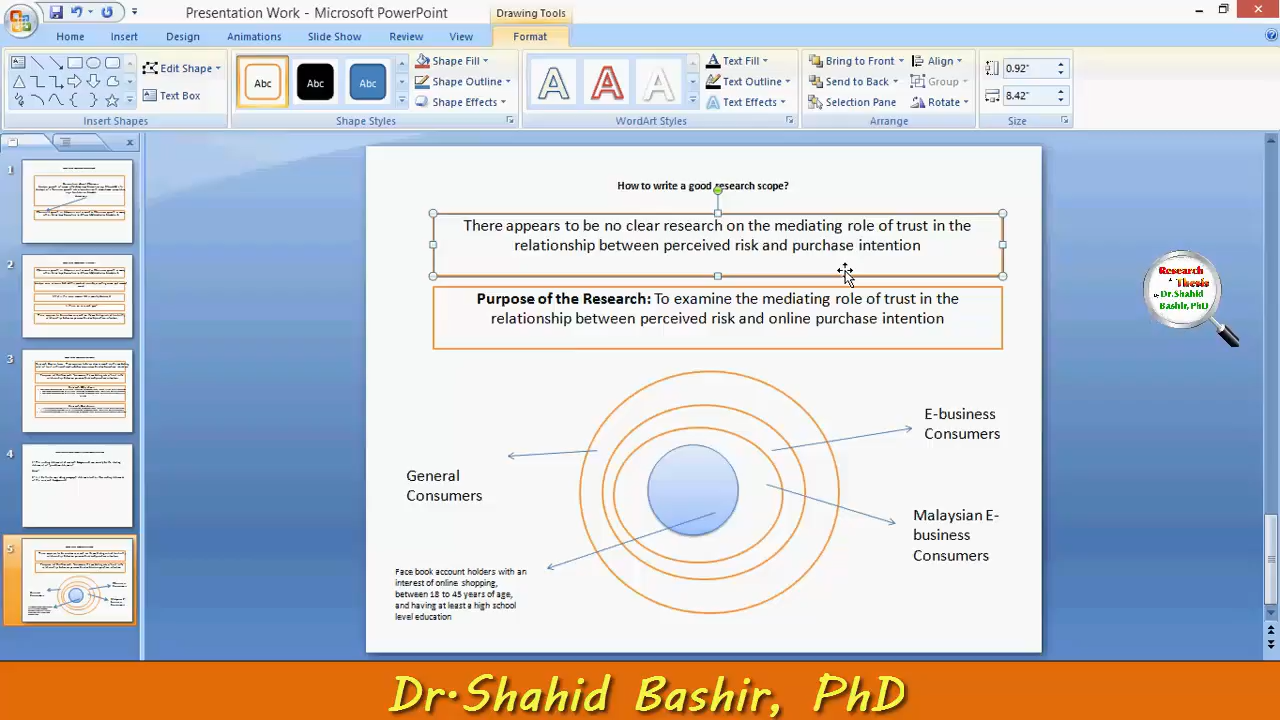 Presentation Work - Microsoft PowerPoint
Drawing Tools
Home
Insert
Design
Animations
Slide Show
Review
View
Format
Edit Shape
Text Box
Insert Shapes
Abc
Abc
Abc
Shape Fill
Shape Outline
Shape Effects
Shape Styles
A
A
A
Text Fill
Text Outline
Text Effects
WordArt Styles
Bring to Front
Send to Back
Selection Pane
Align
Group
Rotate
Arrange
0.92"
8.42"
Size
1
2
3
4
5
How to write a good research scope?
There appears to be no clear research on the mediating role of trust in the
relationship between perceived risk and purchase intention
Purpose of the Research: To examine the mediating role of trust in the
relationship between perceived risk and online purchase intention
General
Consumers
E-business
Consumers
Malaysian E-
business
Consumers
Face book account holders with an
interest of online shopping,
between 18 to 45 years of age,
and having at least a high school
level education
Research
Thesis
By Dr.Shahid
Bashir, PhD
Dr.Shahid Bashir, PhD